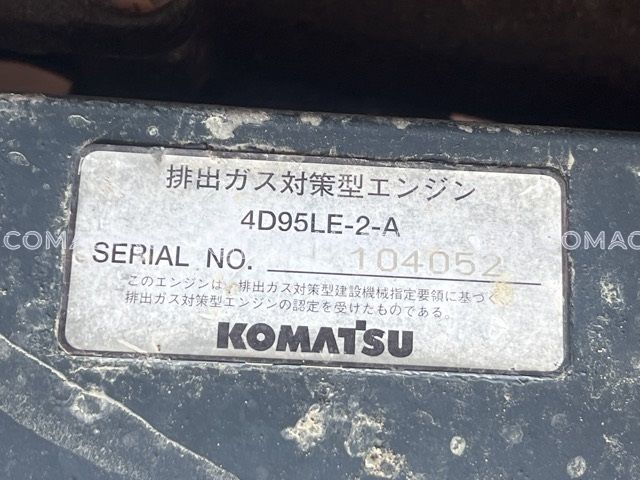 排出ガス対策型エンジン
4D95LE-2-A
SERIAL NO. 104052
このエンジンは、排出ガス対策型建設機械指定要領に基づく
排出ガス対策型エンジンの認定を受けたものである。
KOMATSU
COMA
COMAC